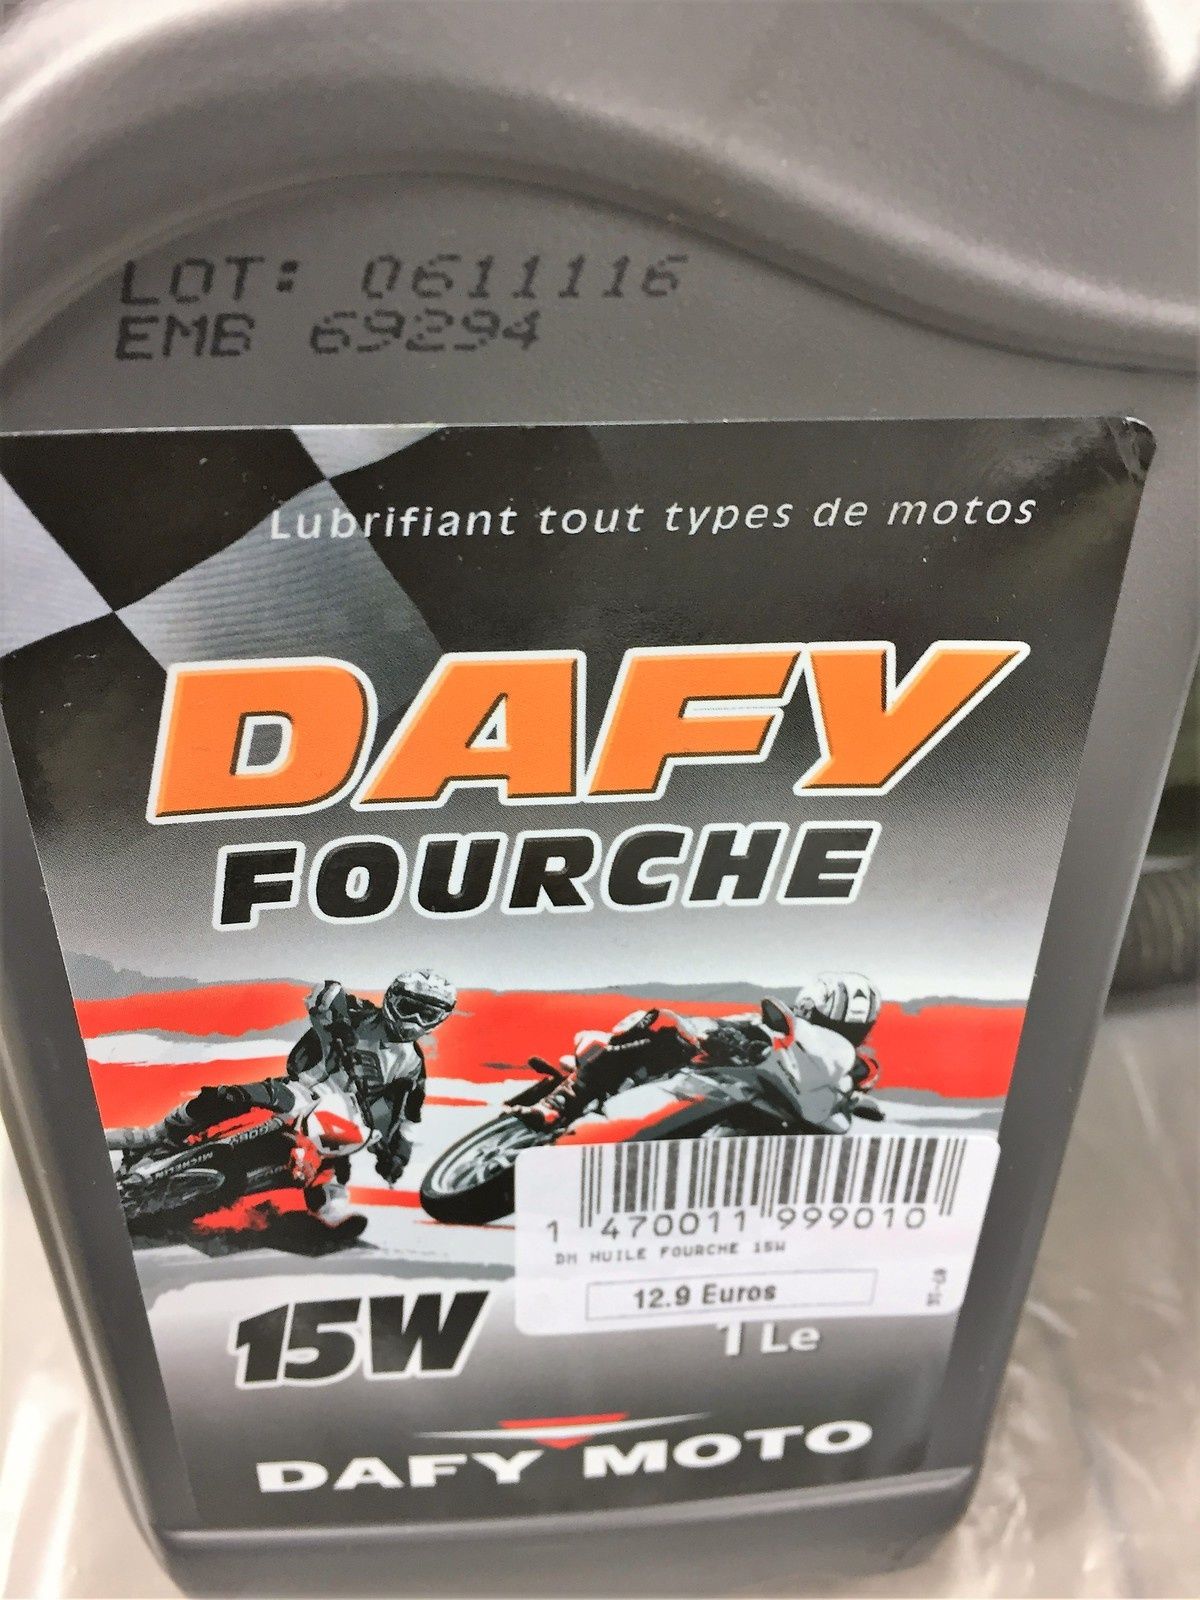 LOT: 0611116
EMB 69294
Lubrifiant tout types de motos
DAFY
FOURCHE
MICHELIN
1 470011 999010
DM HUILE FOURCHE 15W
12.9 Euros
15W
1 Le
DAFY MOTO